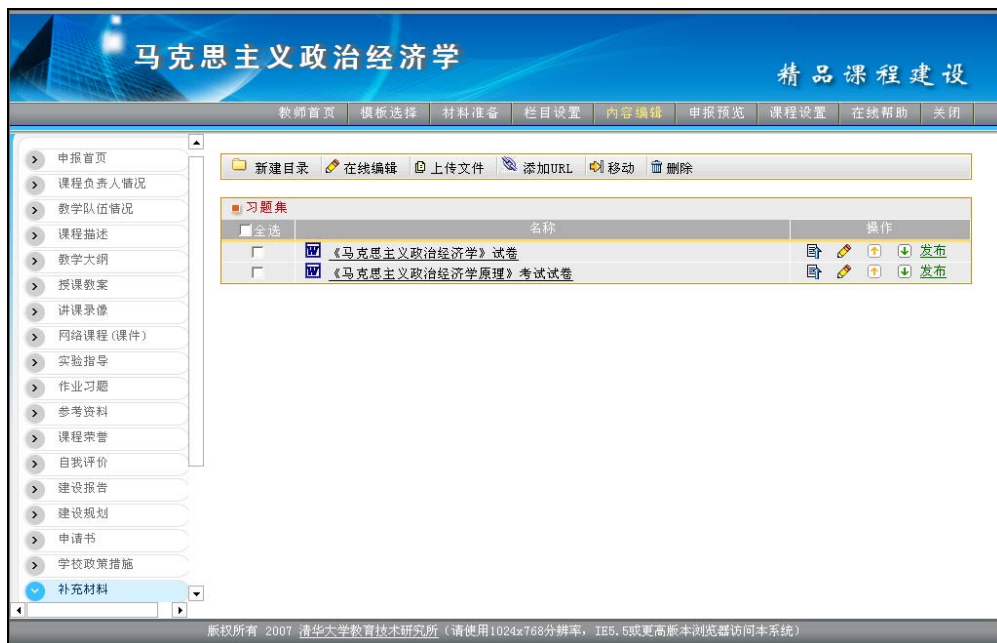 马克思主义政治经济学
精品课程建设
教师首页 模板选择 材料准备 栏目设置 内容编辑 申报预览 课程设置 在线帮助 关闭
申报首页
课程负责人情况
教学队伍情况
课程描述
教学大纲
授课教案
讲课录像
网络课程(课件)
实验指导
作业习题
参考资料
课程荣誉
自我评价
建设报告
建设规划
申请书
学校政策措施
补充材料
新建目录 在线编辑 上传文件 添加URL 移动 删除
习题集
全选 名称 操作
《马克思主义政治经济学》试卷 发布
《马克思主义政治经济学原理》考试试卷 发布
版权所有 2007 清华大学教育技术研究所(请使用1024x768分辨率，IE5.5或更高版本浏览器访问本系统)